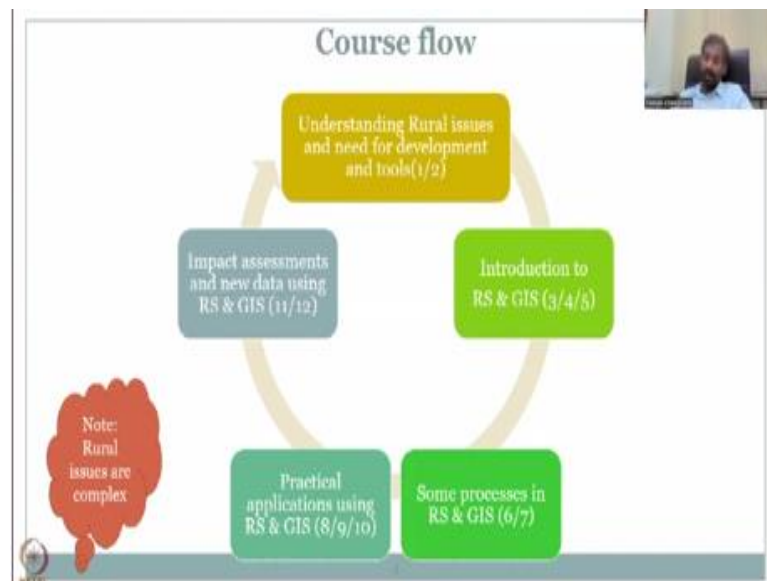 Course flow
Understanding Rural issues
and need for development
and tools(1/2)
Introduction to
RS & GIS (3/4/5)
Some processes in
RS & GIS (6/7)
Practical
applications using
RS & GIS (8/9/10)
Impact assessments
and new data using
RS & GIS (11/12)
Note:
Rural
issues are
complex